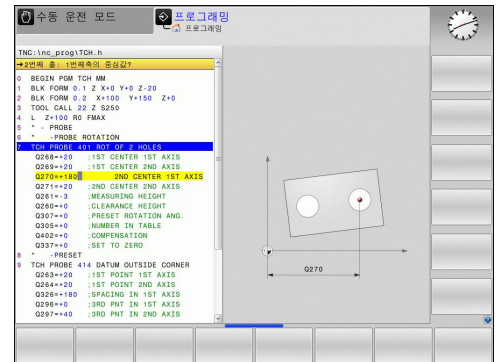 수동 운전 모드
프로그래밍
프로그래밍
TNC:\nc_prog\TCH.h
→2번째 홀: 1번째축의 중심값?
0 BEGIN PGM TCH MM
1 BLK FORM 0.1 Z X+0 Y+0 Z-20
2 BLK FORM 0.2 X+100 Y+150 Z+0
3 TOOL CALL 22 Z S250
4 L Z+100 R0 FMAX
5 * - PROBE
6 * -PROBE ROTATION
7 TCH PROBE 401 ROT OF 2 HOLES
Q268=+20 ;1ST CENTER 1ST AXIS
Q269=+20 ;1ST CENTER 2ND AXIS
Q270=+180 2ND CENTER 1ST AXIS
Q271=+20 ;2ND CENTER 2ND AXIS
Q261=-3 ;MEASURING HEIGHT
Q260=+0 ;CLEARANCE HEIGHT
Q307=+0 ;PRESET ROTATION ANG.
Q305=+0 ;NUMBER IN TABLE
Q402=+0 ;COMPENSATION
Q337=+0 ;SET TO ZERO
8 * -PRESET
9 TCH PROBE 414 DATUM OUTSIDE CORNER
Q263=+20 ;1ST POINT 1ST AXIS
Q264=+20 ;1ST POINT 2ND AXIS
Q326=+180 ;SPACING IN 1ST AXIS
Q296=+0 ;3RD PNT IN 1ST AXIS
Q297=+40 ;3RD PNT IN 2ND AXIS
Q270